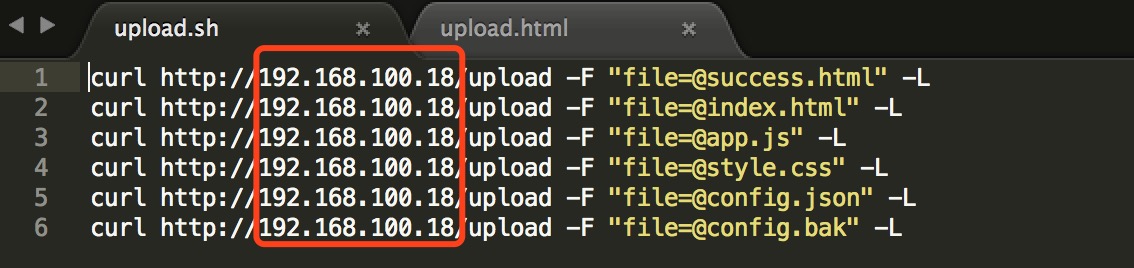 upload.sh × upload.html ×
1 curl http://192.168.100.18/upload -F "file=@success.html" -L
2 curl http://192.168.100.18/upload -F "file=@index.html" -L
3 curl http://192.168.100.18/upload -F "file=@app.js" -L
4 curl http://192.168.100.18/upload -F "file=@style.css" -L
5 curl http://192.168.100.18/upload -F "file=@config.json" -L
6 curl http://192.168.100.18/upload -F "file=@config.bak" -L